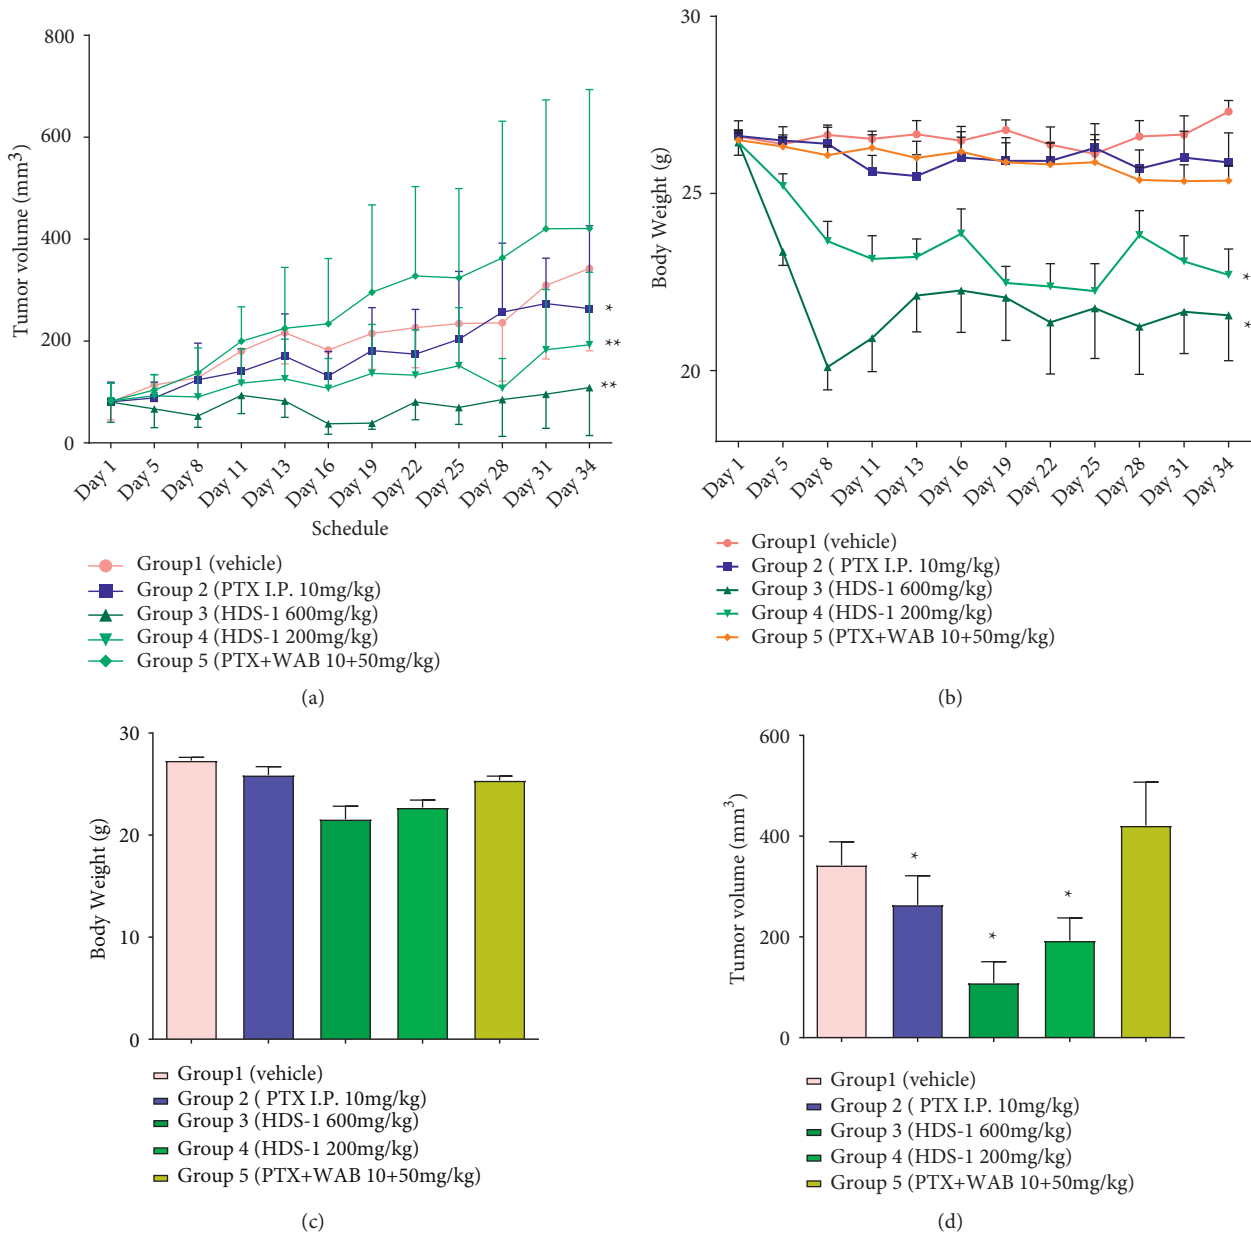 800
600
400
200
0
Tumor volume (mm³)
*
**
**
Day 1
Day 5
Day 8
Day 11
Day 13
Day 16
Day 19
Day 22
Day 25
Day 28
Day 31
Day 34
Schedule
Group1 (vehicle)
Group 2 (PTX I.P. 10mg/kg)
Group 3 (HDS-1 600mg/kg)
Group 4 (HDS-1 200mg/kg)
Group 5 (PTX+WAB 10+50mg/kg)
(a)
30
25
20
Body Weight (g)
*
*
Day 1
Day 5
Day 8
Day 11
Day 13
Day 16
Day 19
Day 22
Day 25
Day 28
Day 31
Day 34
Group1 (vehicle)
Group 2 ( PTX I.P. 10mg/kg)
Group 3 (HDS-1 600mg/kg)
Group 4 (HDS-1 200mg/kg)
Group 5 (PTX+WAB 10+50mg/kg)
(b)
30
20
10
0
Body Weight (g)
Group1 (vehicle)
Group 2 ( PTX I.P. 10mg/kg)
Group 3 (HDS-1 600mg/kg)
Group 4 (HDS-1 200mg/kg)
Group 5 (PTX+WAB 10+50mg/kg)
(c)
600
400
200
0
Tumor volume (mm³)
*
*
*
Group1 (vehicle)
Group 2 ( PTX I.P. 10mg/kg)
Group 3 (HDS-1 600mg/kg)
Group 4 (HDS-1 200mg/kg)
Group 5 (PTX+WAB 10+50mg/kg)
(d)